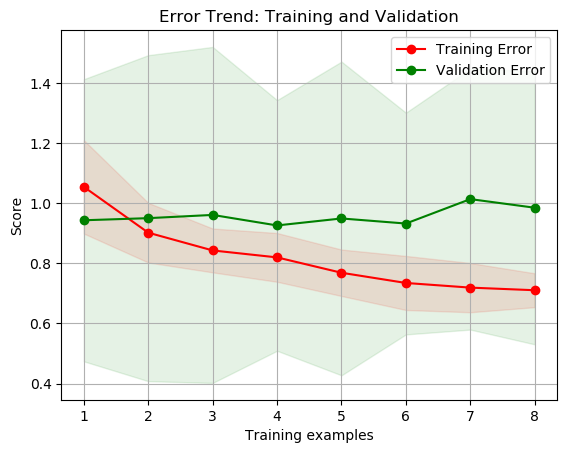 Error Trend: Training and Validation
Training Error
Validation Error
1.4
1.2
1.0
0.8
0.6
0.4
Score
1 2 3 4 5 6 7 8
Training examples